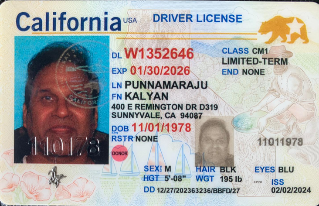 California USA DRIVER LICENSE
DL W1352646 CLASS CM1
LIMITED-TERM
EXP 01/30/2026 END NONE
LN PUNNAMARAJU
FN KALYAN
400 E REMINGTON DR D319
SUNNYVALE, CA 94087
DOB 11/01/1978
RSTR NONE
11011978
DONOR
SEX: M HAIR BLK EYES BLU
HGT 5'-08" WGT 195 lb ISS
DD 12/27/202363236/BBFD/27 02/02/2024